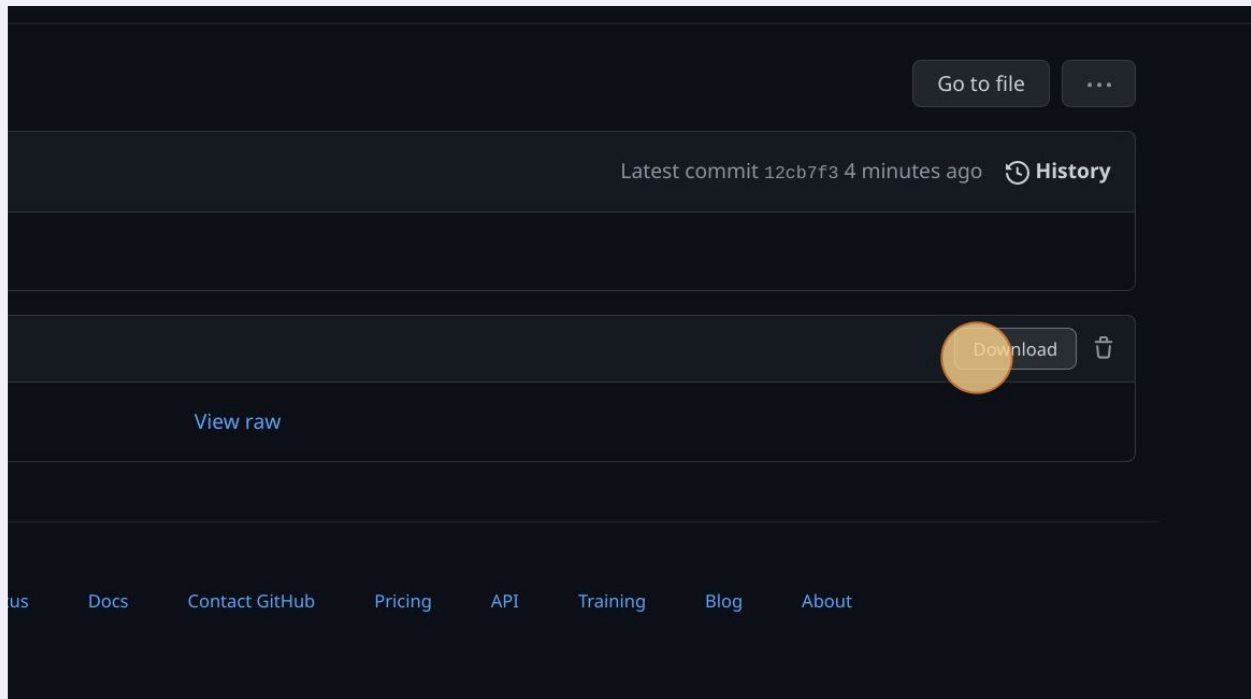 Go to file ...
Latest commit 12cb7f3 4 minutes ago History
Download
View raw
tus Docs Contact GitHub Pricing API Training Blog About